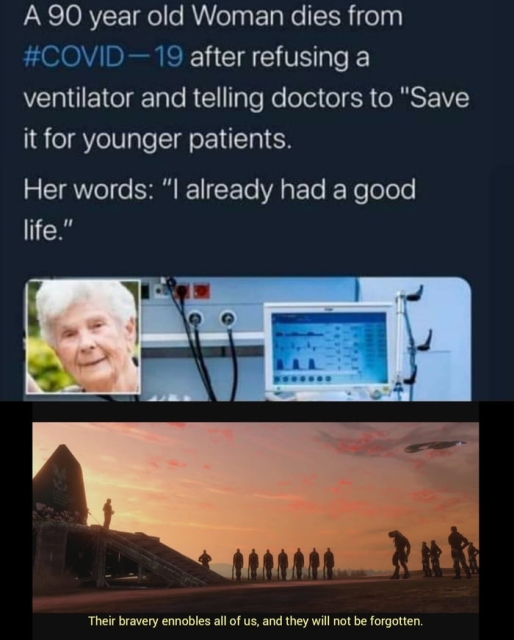 A 90 year old Woman dies from
#COVID—19 after refusing a
ventilator and telling doctors to "Save
it for younger patients.
Her words: "I already had a good
life."
Their bravery ennobles all of us, and they will not be forgotten.